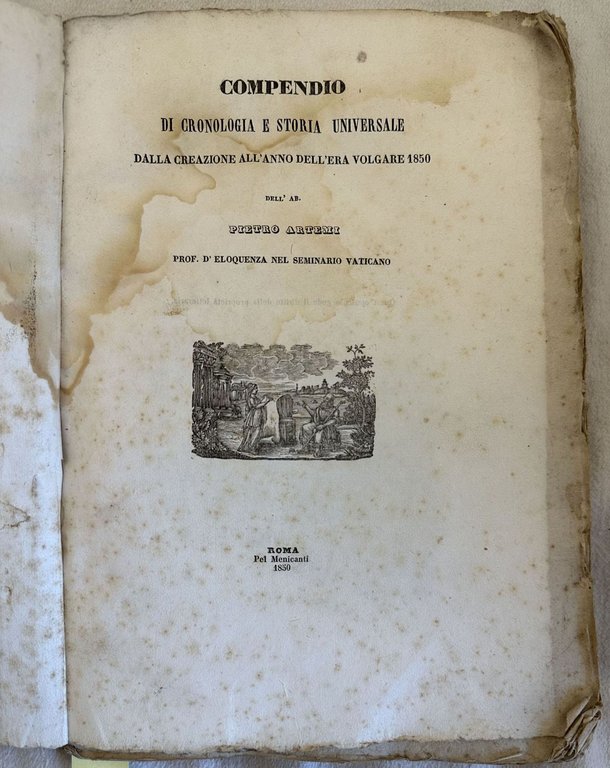 COMPENDIO
DI CRONOLOGIA E STORIA UNIVERSALE
DALLA CREAZIONE ALL'ANNO DELL'ERA VOLGARE 1850
DELL' AB.
PIETRO ARTEMI
PROF. D' ELOQUENZA NEL SEMINARIO VATICANO
ROMA
Pel Menicanti
1850